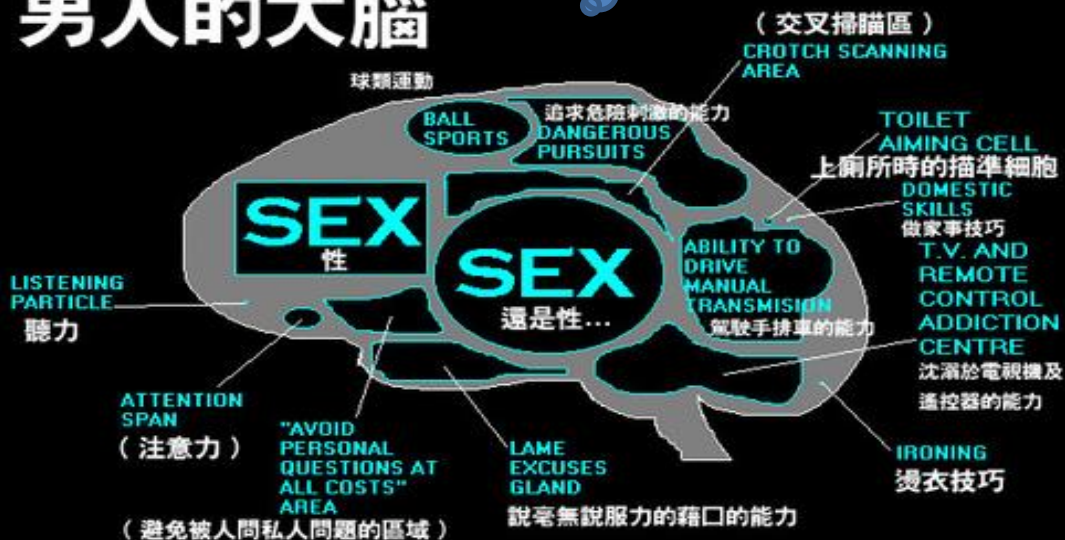 男人的大腦
（交叉掃瞄區）
CROTCH SCANNING
AREA
球類運動
BALL
SPORTS
追求危險刺激的能力
DANGEROUS
PURSUITS
TOILET
AIMING CELL
上廁所時的描準細胞
DOMESTIC
SKILLS
做家事技巧
SEX
性
SEX
還是性...
ABILITY TO
DRIVE
MANUAL
TRANSMISION
駕駛手排車的能力
T.V. AND
REMOTE
CONTROL
ADDICTION
CENTRE
沈溺於電視機及
遙控器的能力
LISTENING
PARTICLE
聽力
ATTENTION
SPAN
（注意力）
"AVOID
PERSONAL
QUESTIONS AT
ALL COSTS"
AREA
（避免被人問私人問題的區域）
LAME
EXCUSES
GLAND
說毫無說服力的藉口的能力
IRONING
燙衣技巧